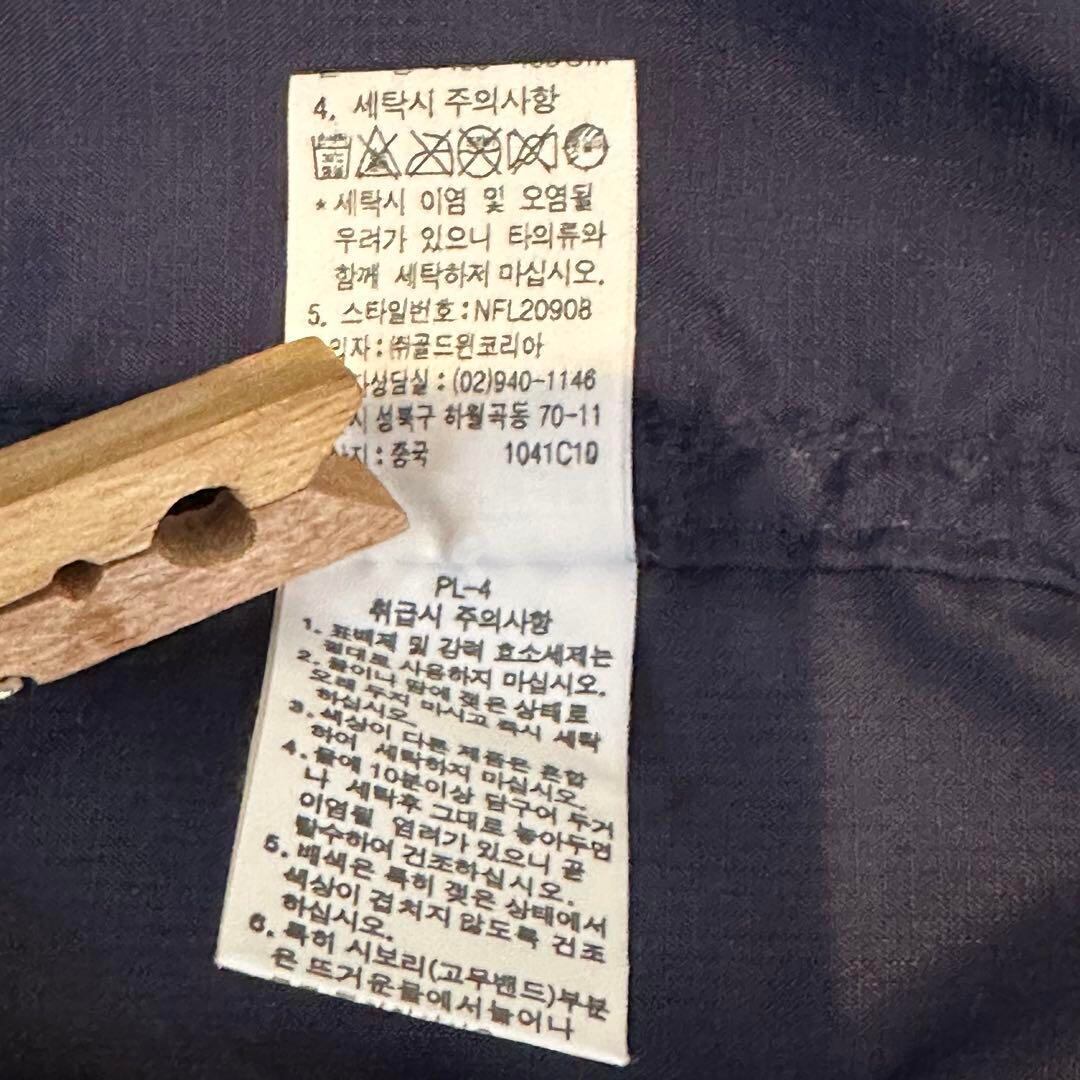 4. 세탁시 주의사항
30℃
* 세탁시 이염 및 오염될
우려가 있으니 타의류와
함께 세탁하저 마십시오.
5. 스타일번호:NFL20908
자:㈜골드윈코리아
상담실:(02)940-1146
시 성북구 하월곡동 70-11
지:중국 1041C10
PL-4
취급시 주의사항
1. 표백제 및 강력 효소세제는
절대로 사용하지 마십시오.
2. 물이나 땀에 젖은 상태로
오래 두지 마시고 즉시 세탁
하십시오.
3. 색상이 다른 제품은 혼합
하여 세탁하지 마십시오.
4. 물에 10분이상 담구어 두거
나 세탁후 그대로 놓아두면
이염될 염려가 있으니 곧
탈수하여 건조하십시오.
5. 배색은 특히 젖은 상태에서
색상이 겹치지 않도록 건조
하십시오.
6. 특히 시보리(고무밴드)부분
은 뜨거운물에서 늘어나